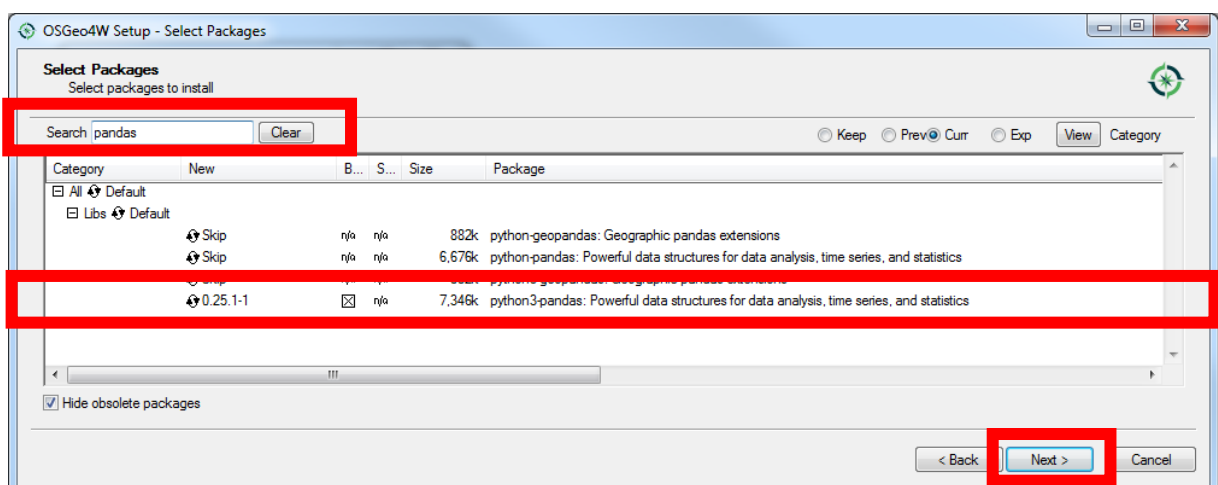 OSGeo4W Setup - Select Packages
Select Packages
Select packages to install
Search pandas Clear Keep Prev Curr Exp View Category
Category New B... S... Size Package
All Default
Libs Default
Skip n/a n/a 882k python-geopandas: Geographic pandas extensions
Skip n/a n/a 6,676k python-pandas: Powerful data structures for data analysis, time series, and statistics
0.25.1-1 n/a 7,346k python3-pandas: Powerful data structures for data analysis, time series, and statistics
Hide obsolete packages
< Back Next > Cancel